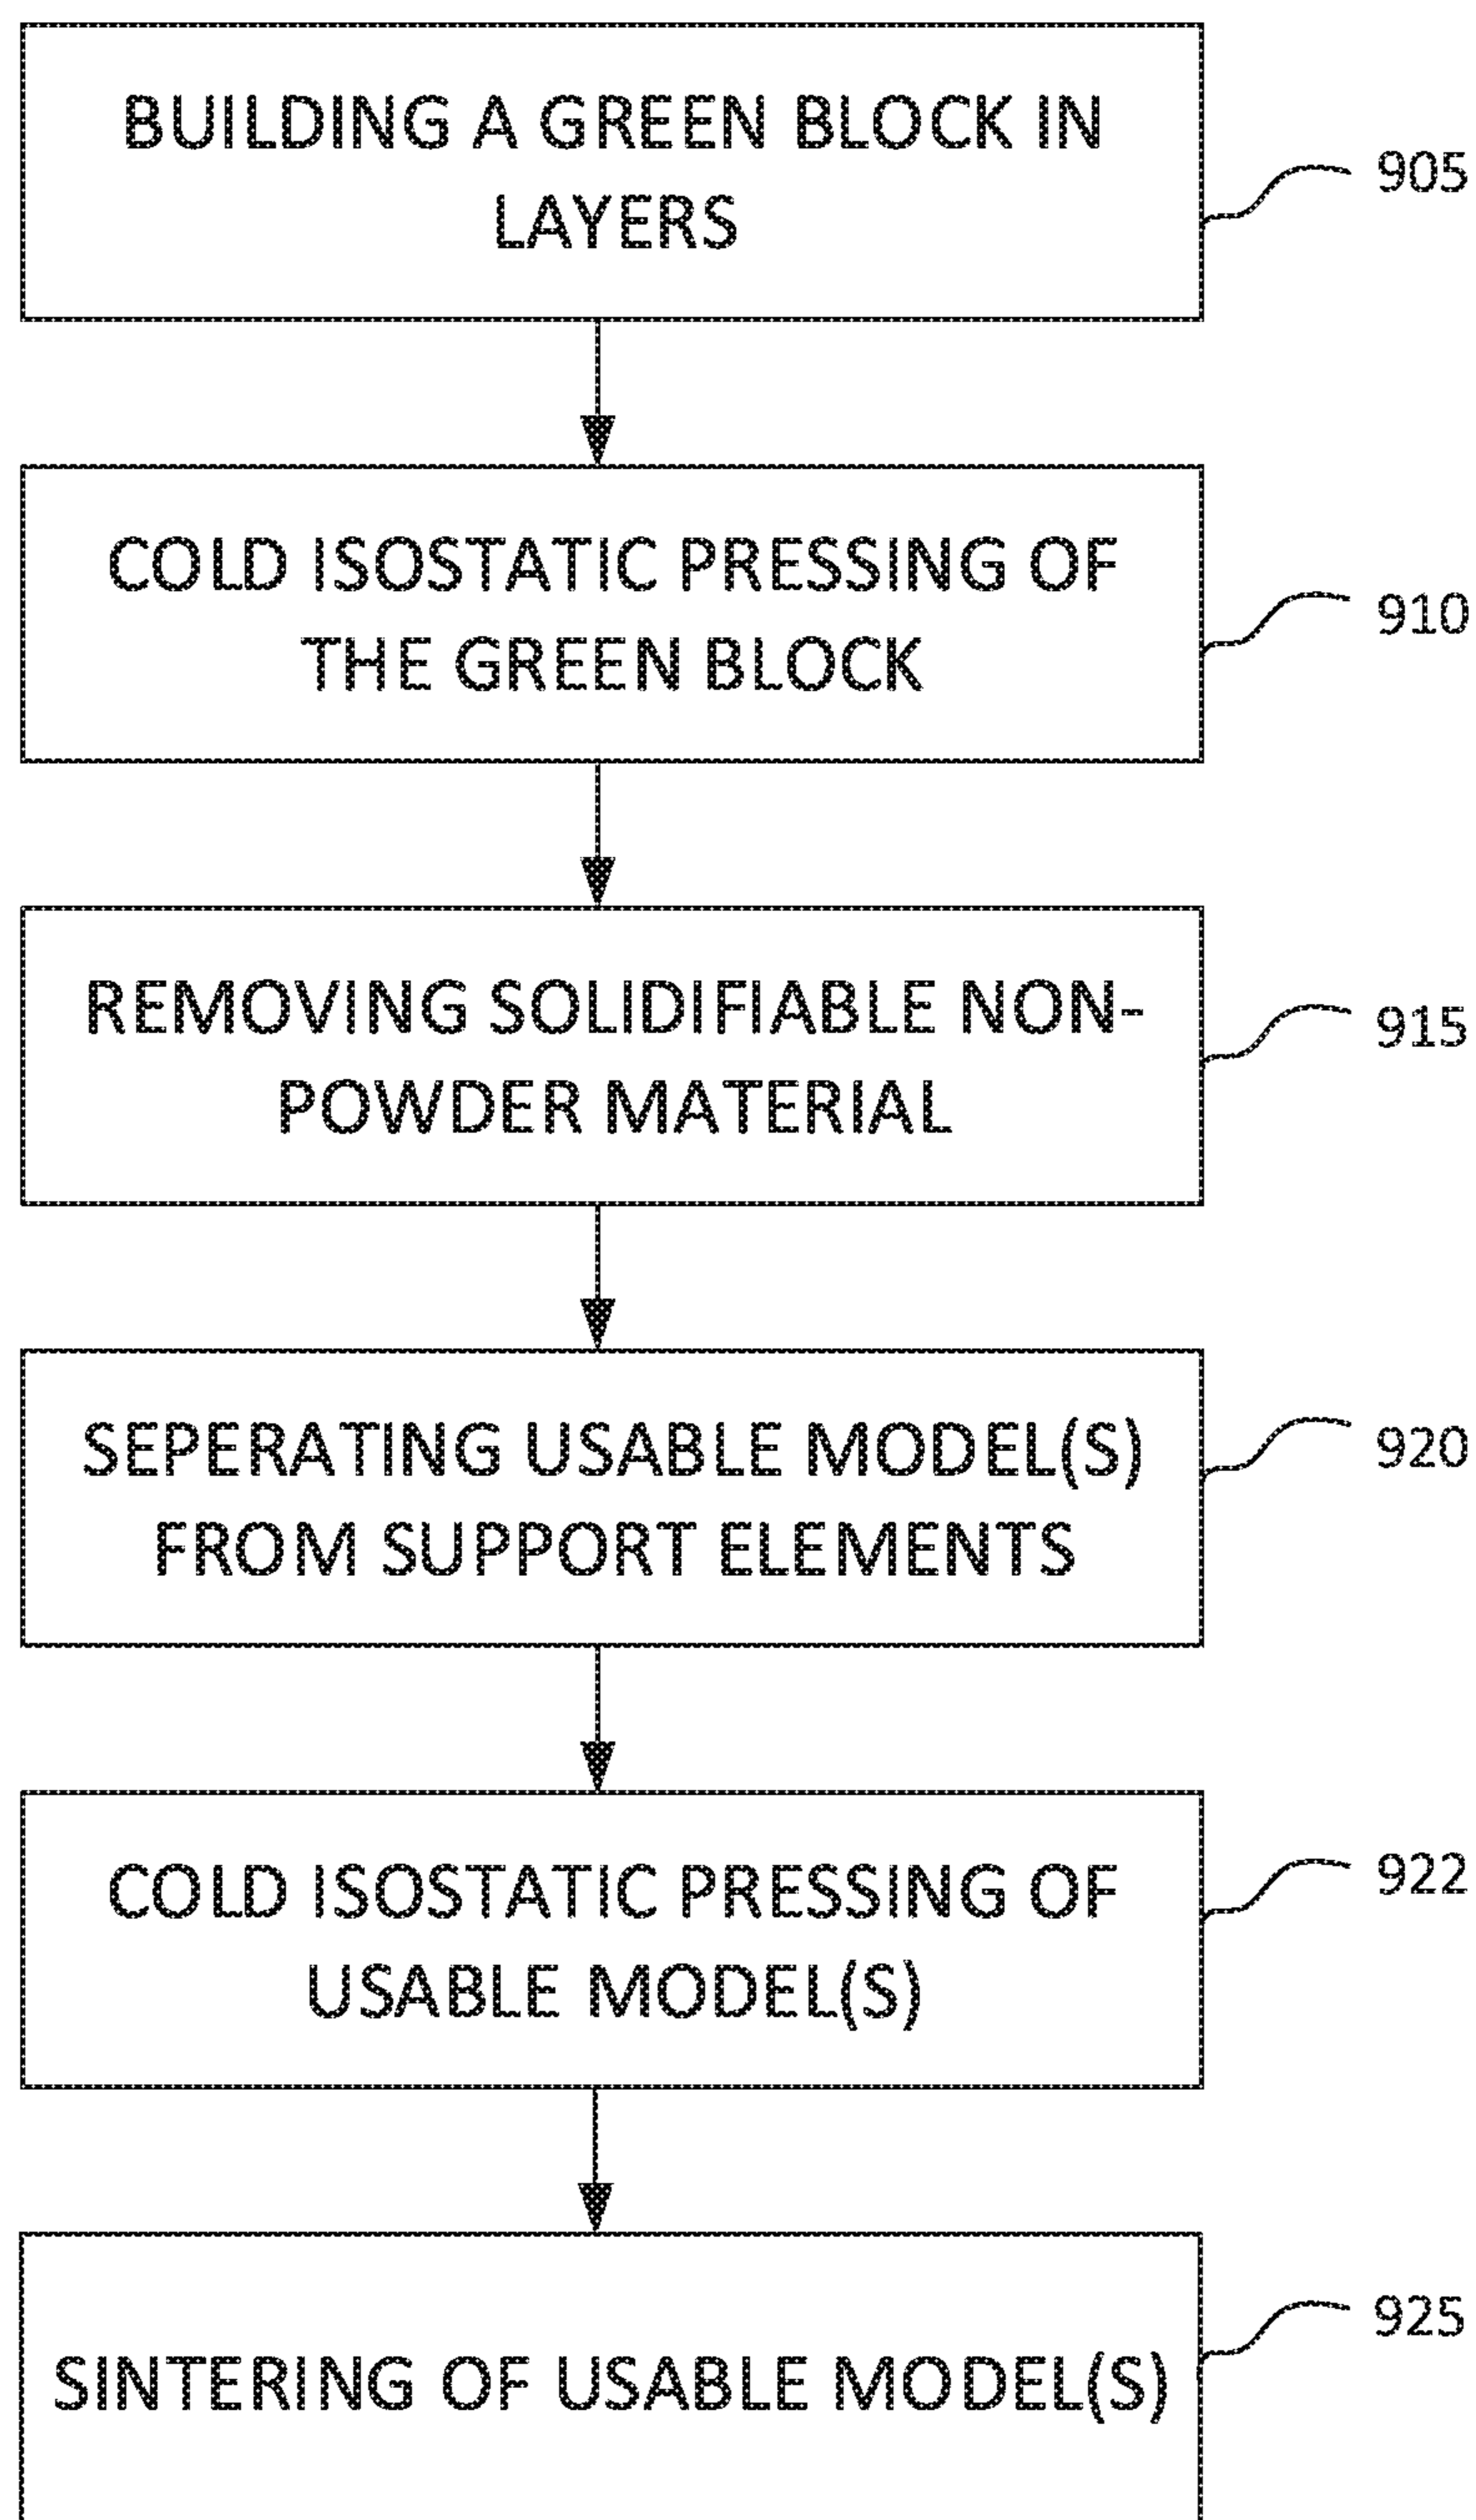 BUILDING A GREEN BLOCK IN
LAYERS
905
COLD ISOSTATIC PRESSING OF
THE GREEN BLOCK
910
REMOVING SOLIDIFIABLE NON-
POWDER MATERIAL
915
SEPERATING USABLE MODEL(S)
FROM SUPPORT ELEMENTS
920
COLD ISOSTATIC PRESSING OF
USABLE MODEL(S)
922
SINTERING OF USABLE MODEL(S)
925